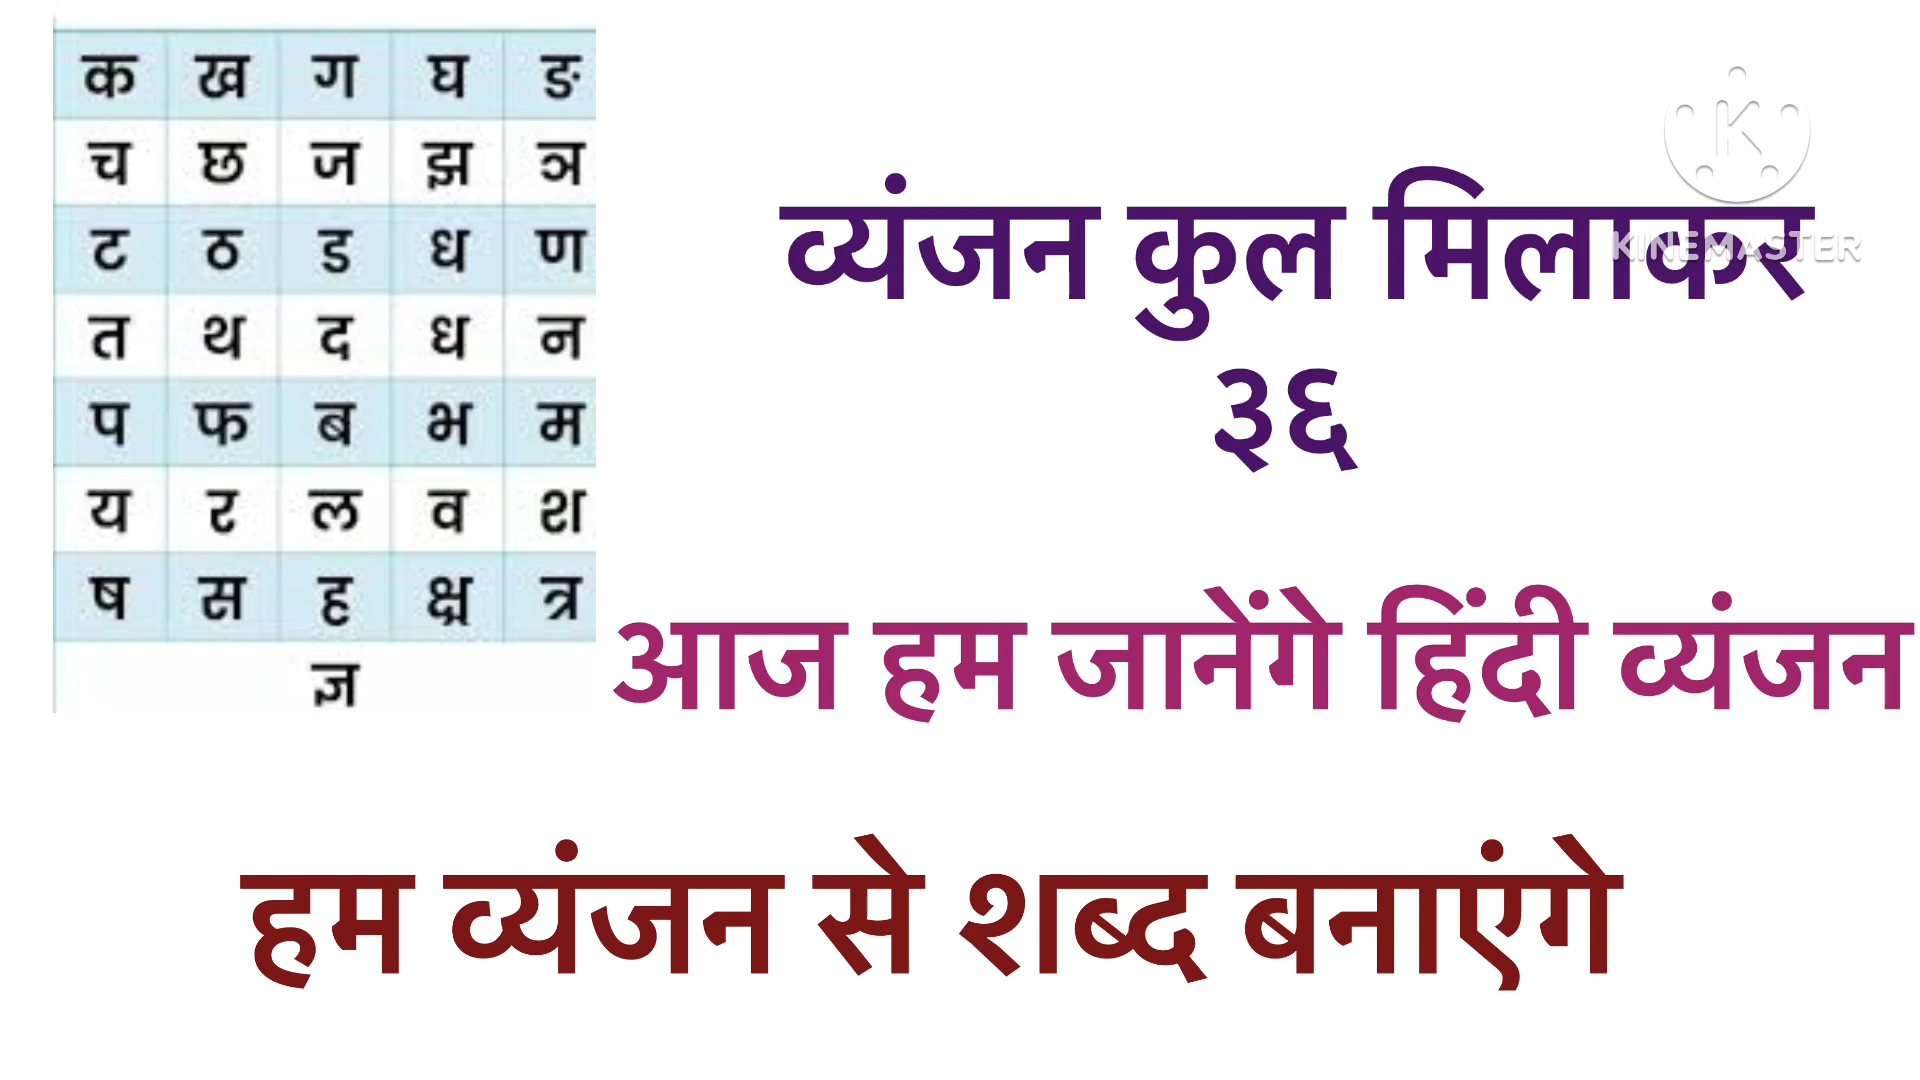 क ख ग घ ङ
च छ ज झ ञ
ट ठ ड ध ण
त थ द ध न
प फ ब भ म
य र ल व श
ष स ह क्ष त्र
ज्ञ
व्यंजन कुल मिलाकर
३६
KINEMASTER
आज हम जानेंगे हिंदी व्यंजन
हम व्यंजन से शब्द बनाएंगे